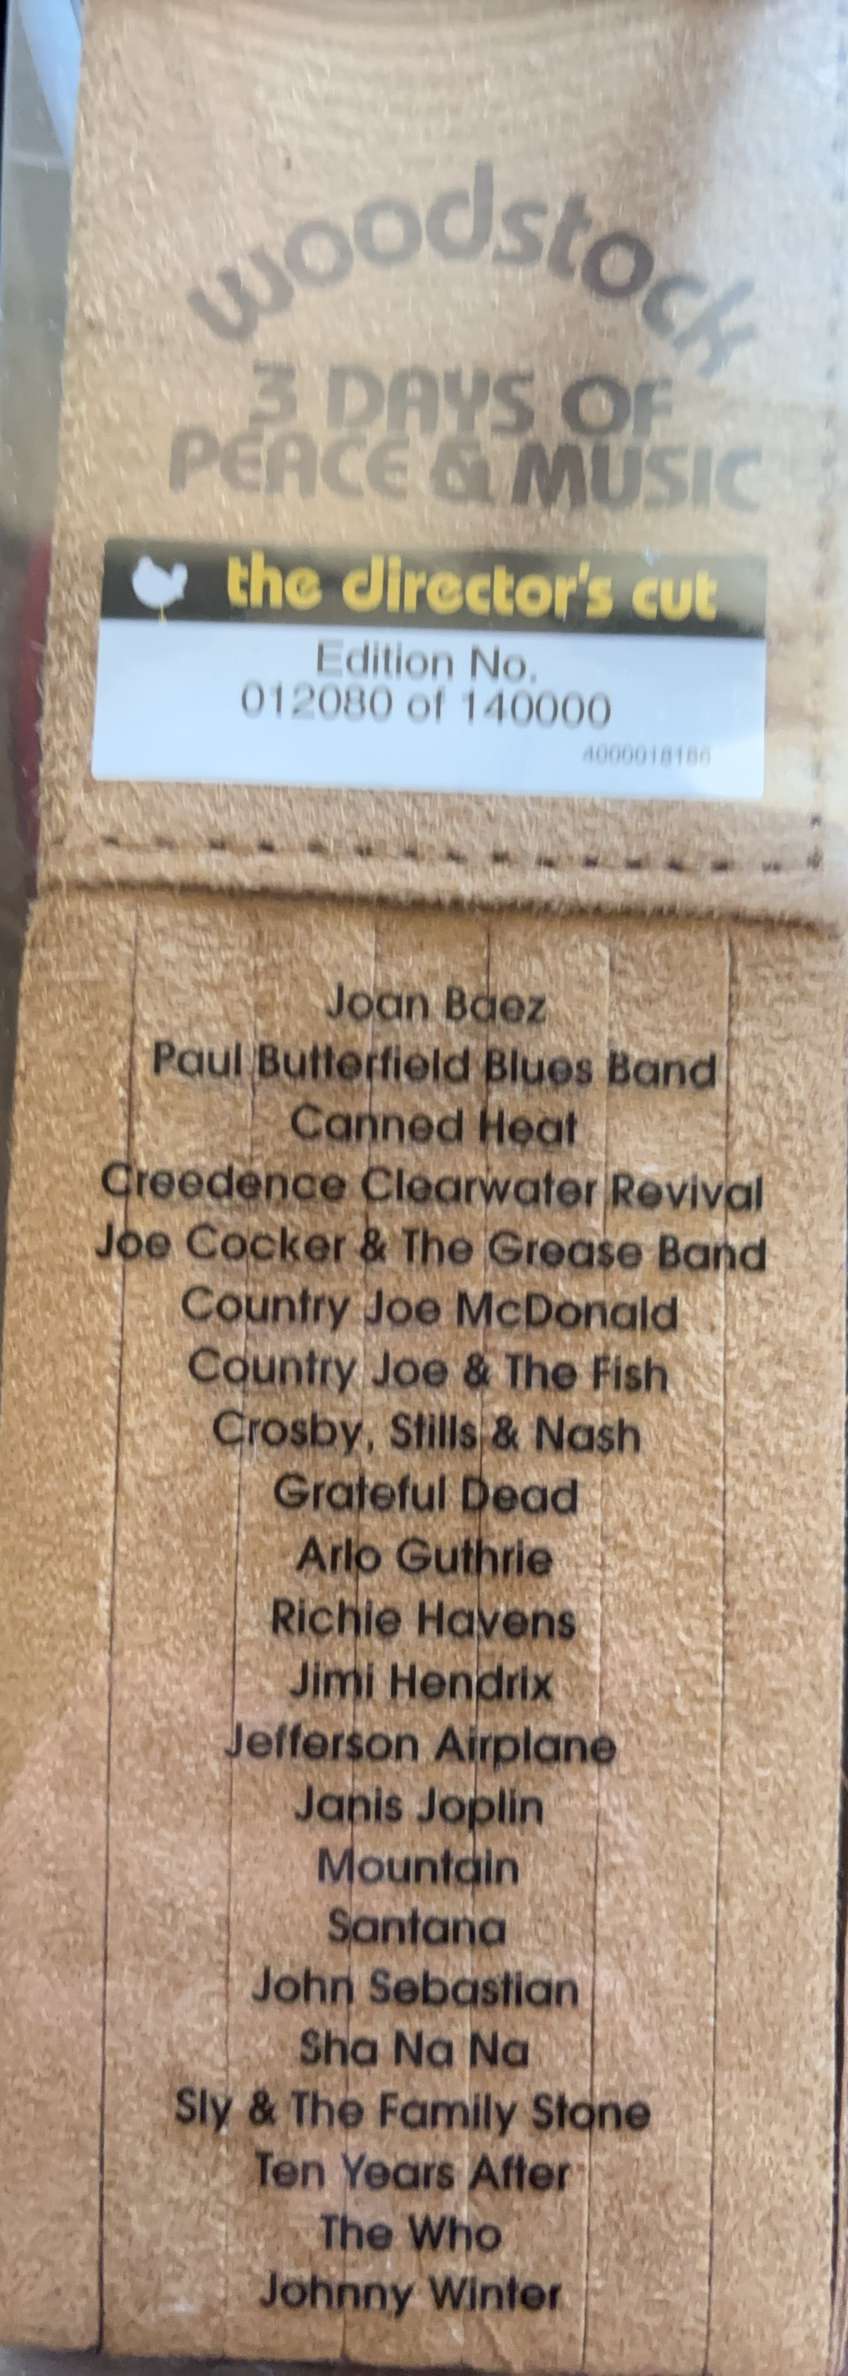 woodstock
3 DAYS OF
PEACE & MUSIC
the director's cut
Edition No.
012080 of 140000
4000018186
Joan Baez
Paul Butterfield Blues Band
Canned Heat
Creedence Clearwater Revival
Joe Cocker & The Grease Band
Country Joe McDonald
Country Joe & The Fish
Crosby, Stills & Nash
Grateful Dead
Arlo Guthrie
Richie Havens
Jimi Hendrix
Jefferson Airplane
Janis Joplin
Mountain
Santana
John Sebastian
Sha Na Na
Sly & The Family Stone
Ten Years After
The Who
Johnny Winter